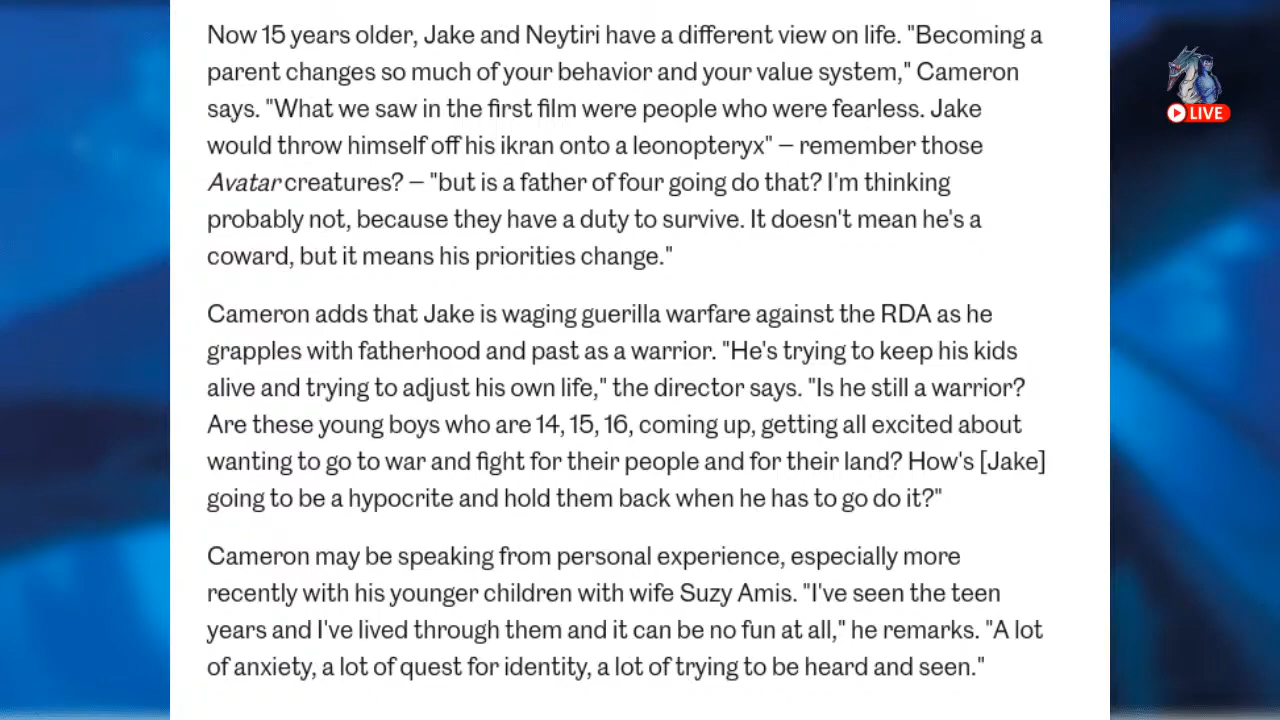 Now 15 years older, Jake and Neytiri have a different view on life. "Becoming a
parent changes so much of your behavior and your value system," Cameron
says. "What we saw in the first film were people who were fearless. Jake
would throw himself off his ikran onto a leonopteryx" – remember those
Avatar creatures? – "but is a father of four going do that? I'm thinking
probably not, because they have a duty to survive. It doesn't mean he's a
coward, but it means his priorities change."
Cameron adds that Jake is waging guerilla warfare against the RDA as he
grapples with fatherhood and past as a warrior. "He's trying to keep his kids
alive and trying to adjust his own life," the director says. "Is he still a warrior?
Are these young boys who are 14, 15, 16, coming up, getting all excited about
wanting to go to war and fight for their people and for their land? How's [Jake]
going to be a hypocrite and hold them back when he has to go do it?"
Cameron may be speaking from personal experience, especially more
recently with his younger children with wife Suzy Amis. "I've seen the teen
years and I've lived through them and it can be no fun at all," he remarks. "A lot
of anxiety, a lot of quest for identity, a lot of trying to be heard and seen."
LIVE